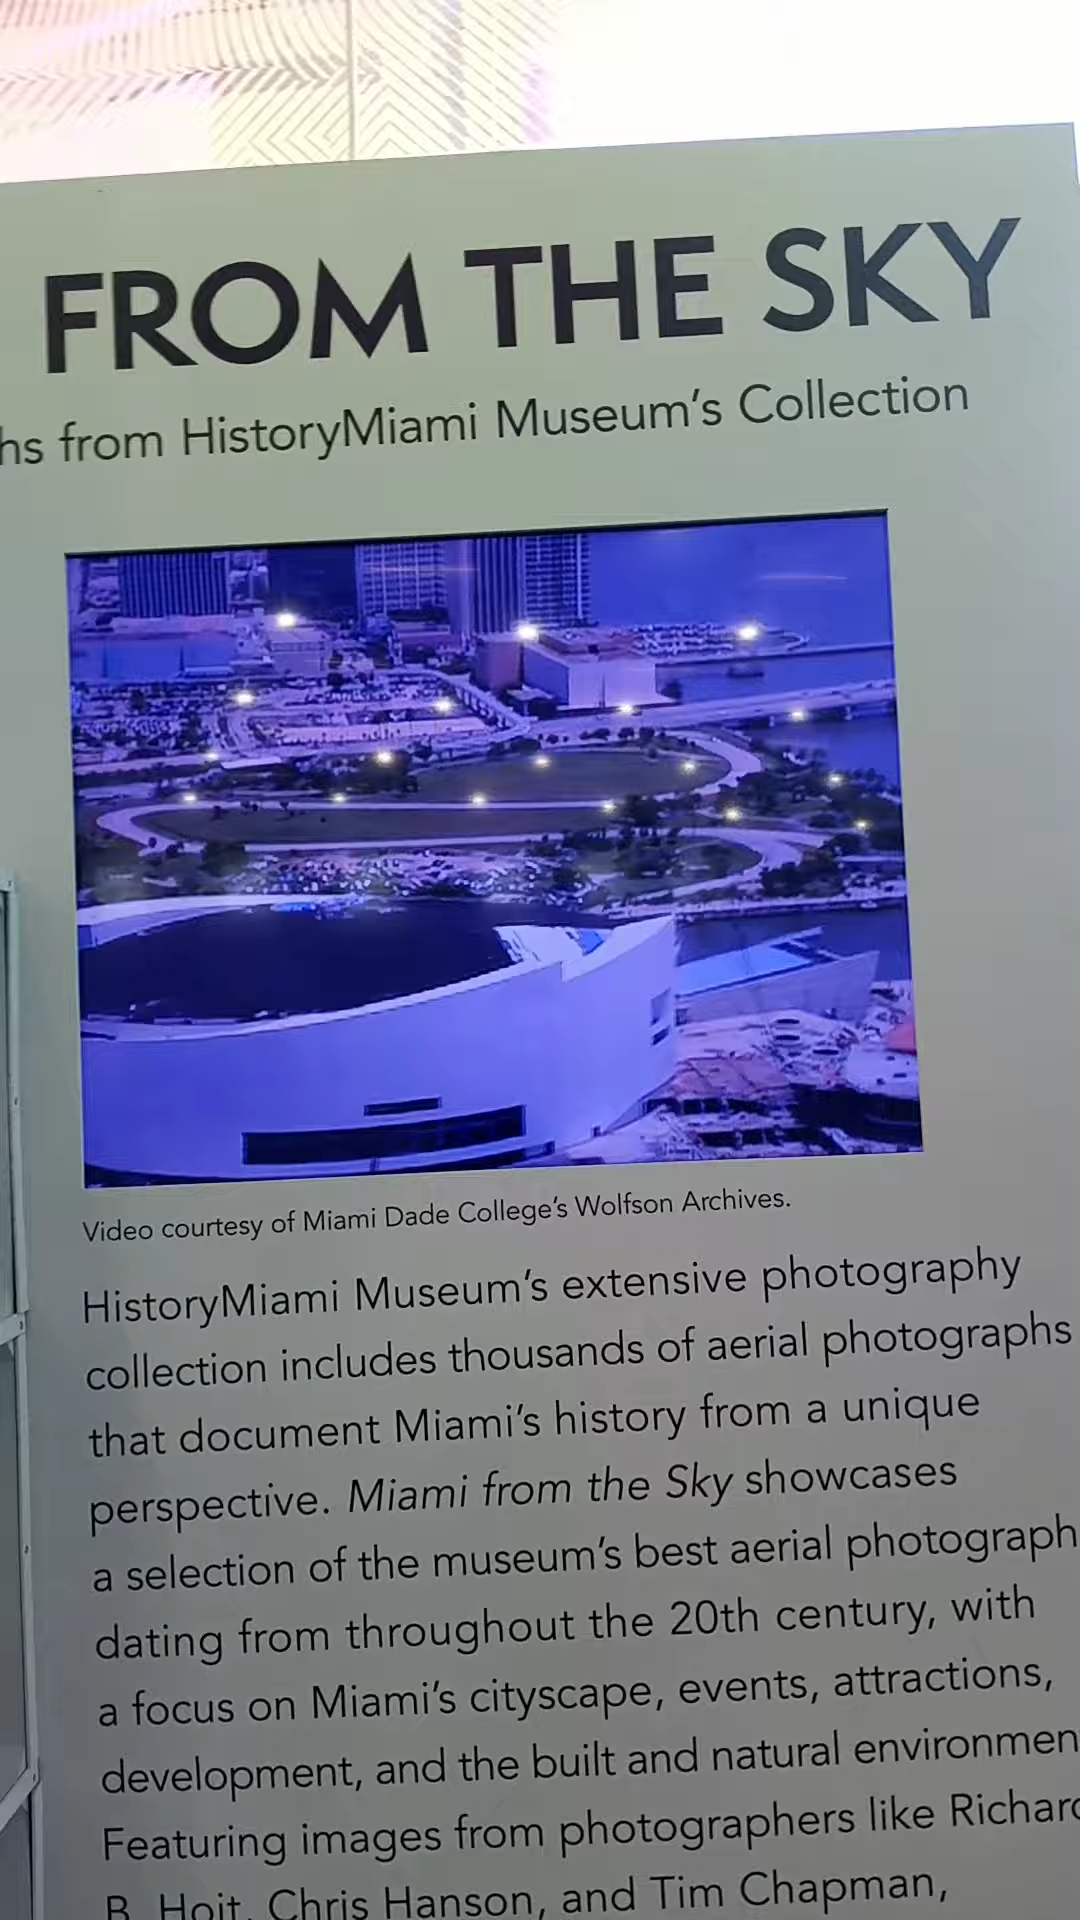 FROM THE SKY
hs from HistoryMiami Museum's Collection
Video courtesy of Miami Dade College's Wolfson Archives.
HistoryMiami Museum's extensive photography
collection includes thousands of aerial photographs
that document Miami's history from a unique
perspective. Miami from the Sky showcases
a selection of the museum's best aerial photograph
dating from throughout the 20th century, with
a focus on Miami's cityscape, events, attractions,
development, and the built and natural environmen
Featuring images from photographers like Richard
B. Hoit, Chris Hanson, and Tim Chapman,